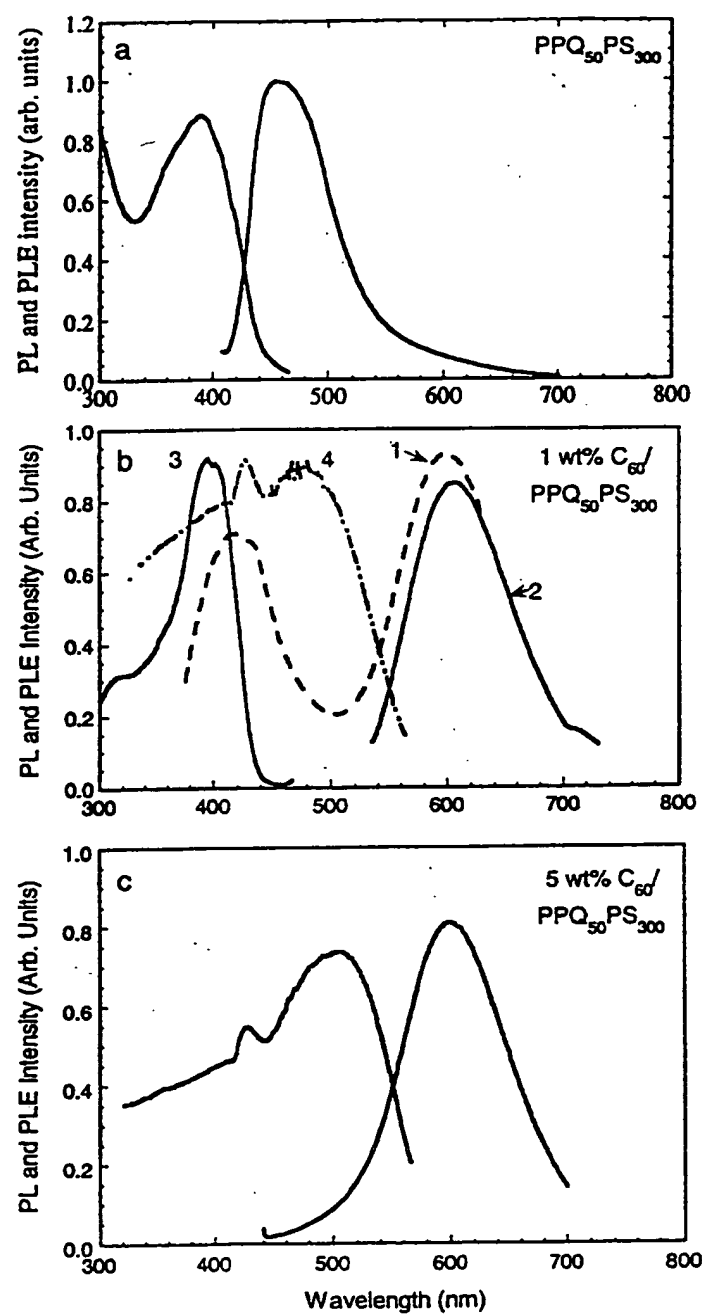 PL and PLE intensity (arb. units)
1.2
1.0
0.8
0.6
0.4
0.2
0.0
a
PPQ₅₀PS₃₀₀
300 400 500 600 700 800
PL and PLE Intensity (Arb. Units)
1.0
0.8
0.6
0.4
0.2
0.0
b 3 4 1 2
1 wt% C₆₀/
PPQ₅₀PS₃₀₀
300 400 500 600 700 800
PL and PLE Intensity (Arb. Units)
1.0
0.8
0.6
0.4
0.2
0.0
c
5 wt% C₆₀/
PPQ₅₀PS₃₀₀
300 400 500 600 700 800
Wavelength (nm)